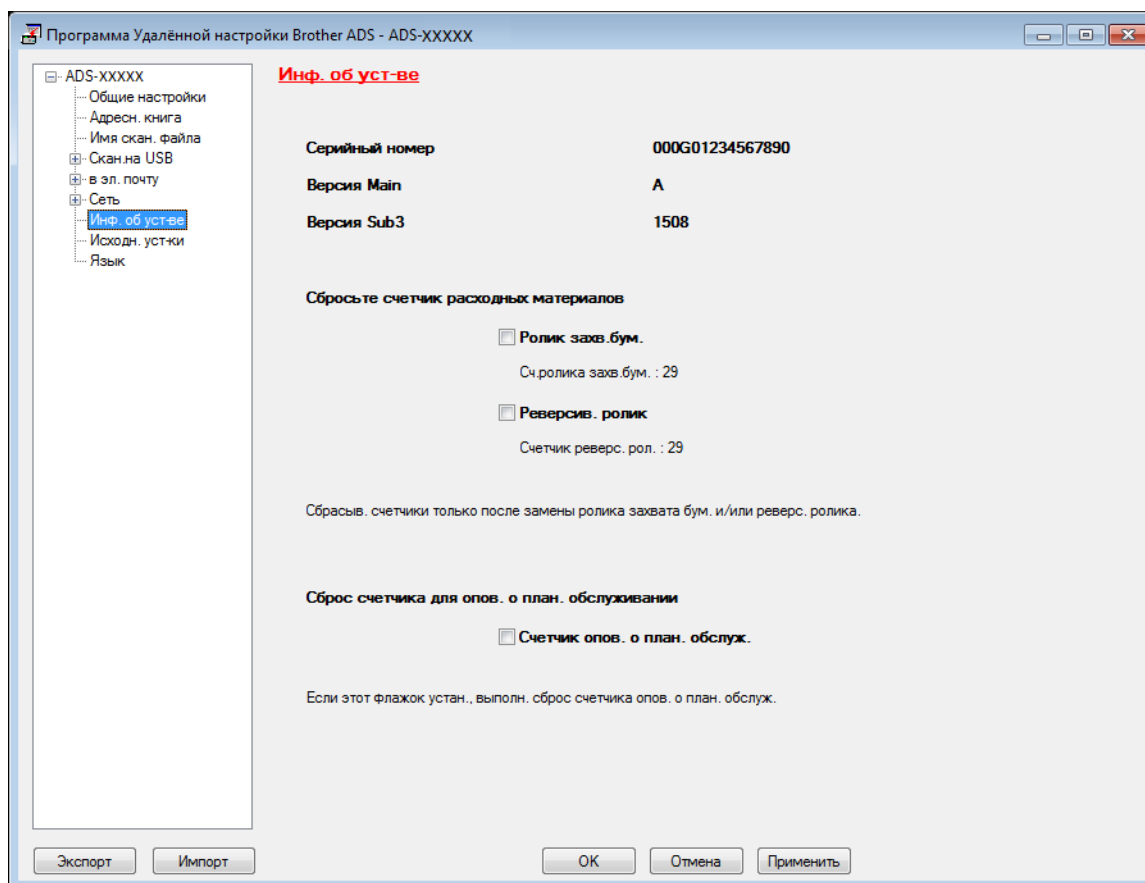 Программа Удалённой настройки Brother ADS - ADS-XXXXX
ADS-XXXXX
Общие настройки
Адресн. книга
Имя скан. файла
Скан.на USB
в эл. почту
Сеть
Инф. об уст-ве
Исходн. уст-ки
Язык
Инф. об уст-ве
Серийный номер 000G01234567890
Версия Main A
Версия Sub3 1508
Сбросьте счетчик расходных материалов
Ролик захв.бум.
Сч.ролика захв.бум. : 29
Реверсив. ролик
Счетчик реверс. рол. : 29
Сбрасыв. счетчики только после замены ролика захвата бум. и/или реверс. ролика.
Сброс счетчика для опов. о план. обслуживании
Счетчик опов. о план. обслуж.
Если этот флажок устан., выполн. сброс счетчика опов. о план. обслуж.
Экспорт Импорт OK Отмена Применить